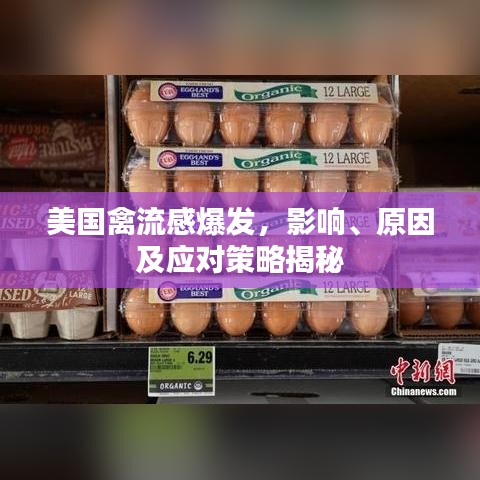 EGGLAND'S BEST
Organic
12 LARGE
EGGLAND'S BEST
Organic
12 LARGE
EGGLAND'S BEST
Organic
12 LARGE
美国禽流感爆发，影响、原因
及应对策略揭秘
6.29
ORGANIC
中新网
Chinanews.com